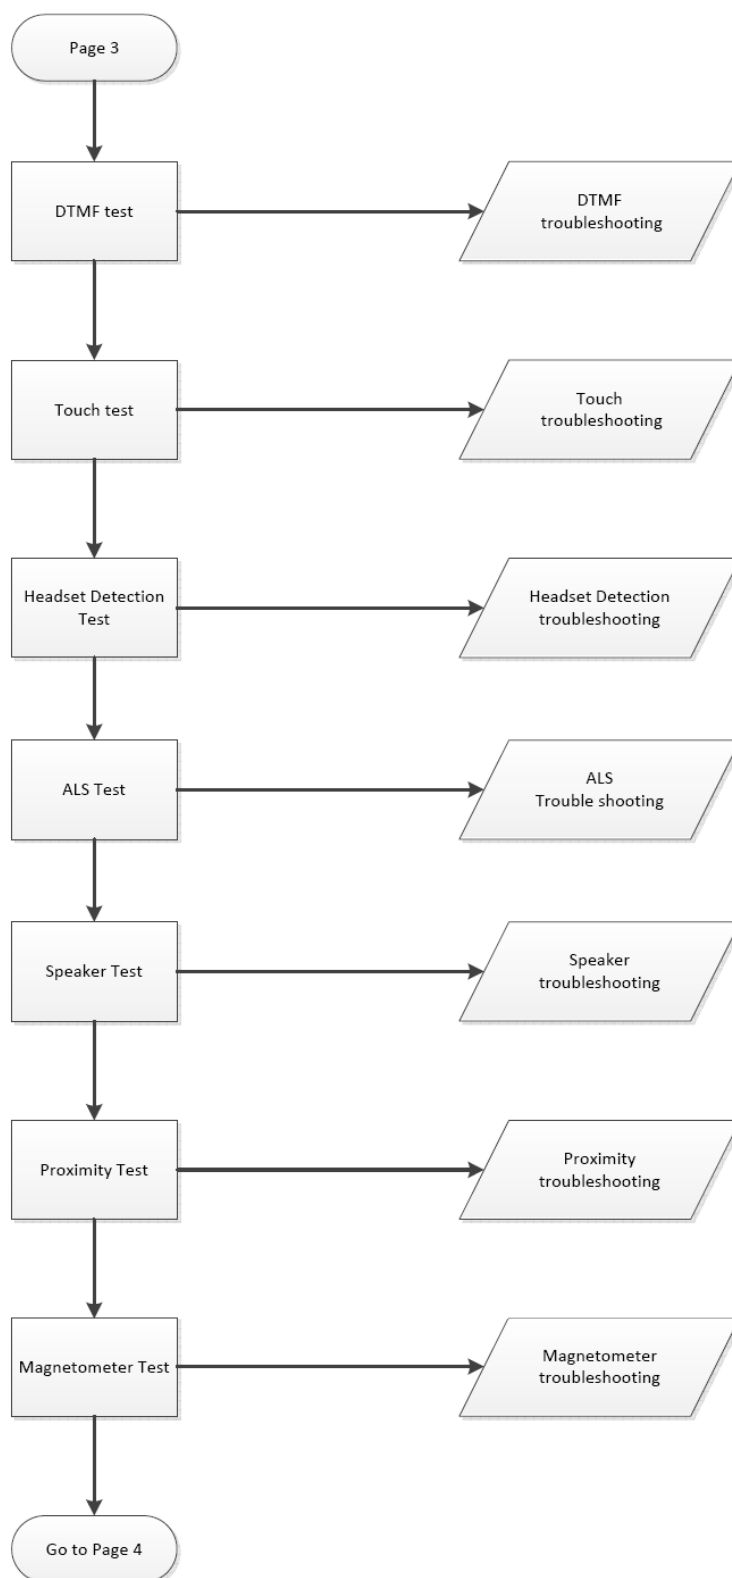 Page 3
DTMF test
DTMF
troubleshooting
Touch test
Touch
troubleshooting
Headset Detection
Test
Headset Detection
troubleshooting
ALS Test
ALS
Trouble shooting
Speaker Test
Speaker
troubleshooting
Proximity Test
Proximity
troubleshooting
Magnetometer Test
Magnetometer
troubleshooting
Go to Page 4